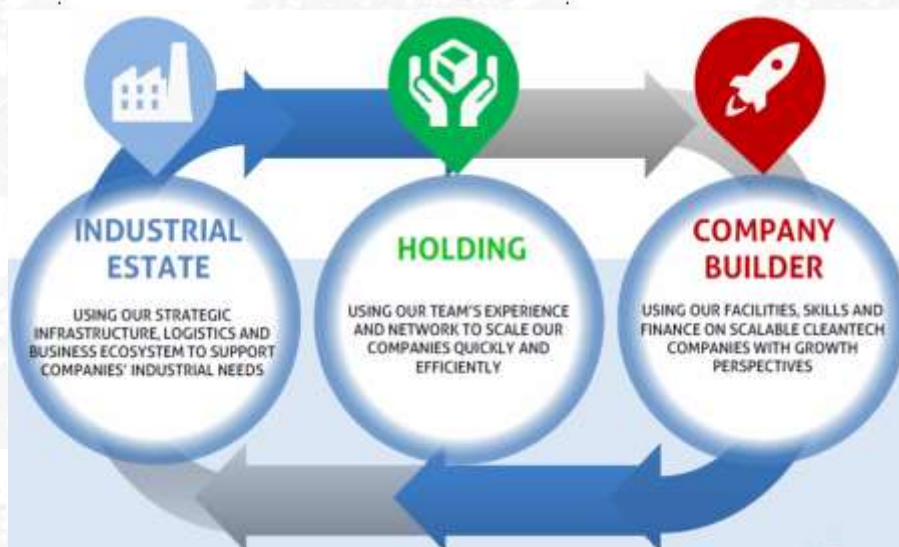 INDUSTRIAL
ESTATE
USING OUR STRATEGIC
INFRASTRUCTURE, LOGISTICS AND
BUSINESS ECOSYSTEM TO SUPPORT
COMPANIES' INDUSTRIAL NEEDS
HOLDING
USING OUR TEAM'S EXPERIENCE
AND NETWORK TO SCALE OUR
COMPANIES QUICKLY AND
EFFICIENTLY
COMPANY
BUILDER
USING OUR FACILITIES, SKILLS AND
FINANCE ON SCALABLE CLEANTECH
COMPANIES WITH GROWTH
PERSPECTIVES